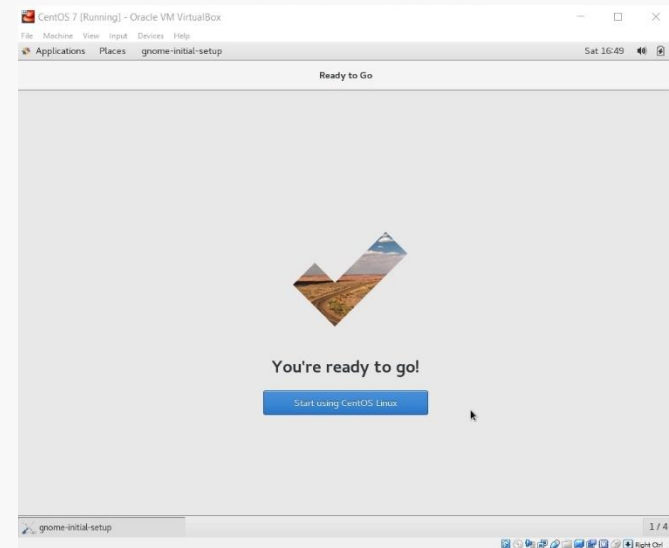 CentOS 7 [Running] - Oracle VM VirtualBox
File Machine View Input Devices Help
Applications Places gnome-initial-setup Sat 16:49
Ready to Go
You're ready to go!
Start using CentOS Linux
gnome-initial-setup 1 / 4
Right Ctrl